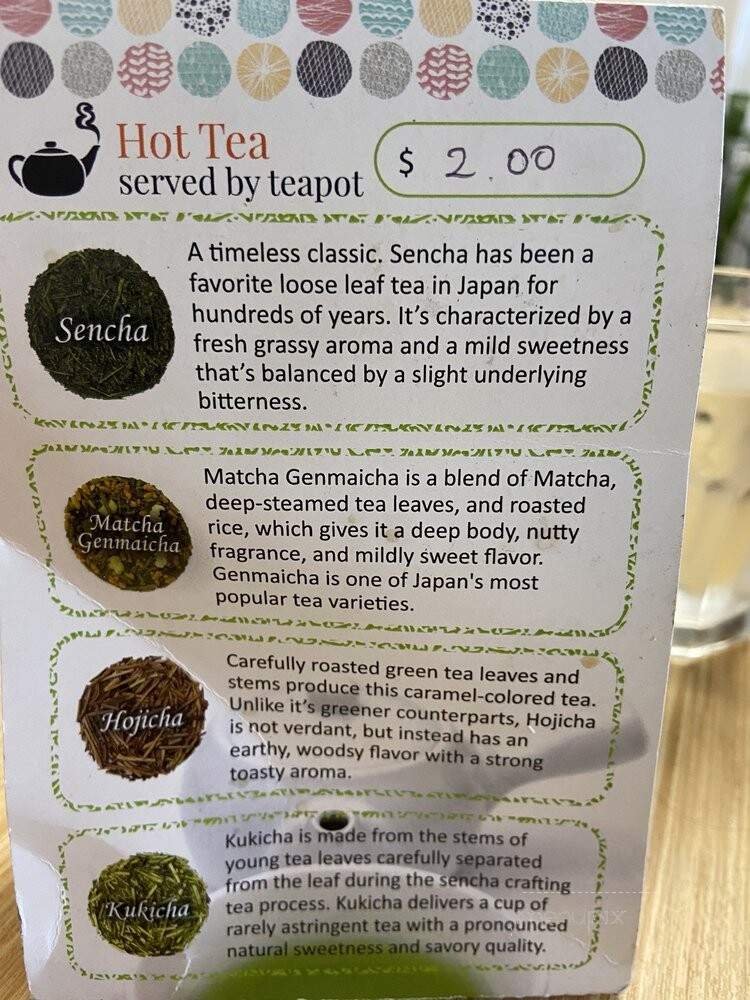 Hot Tea
served by teapot
$ 2.00
Sencha
A timeless classic. Sencha has been a
favorite loose leaf tea in Japan for
hundreds of years. It's characterized by a
fresh grassy aroma and a mild sweetness
that's balanced by a slight underlying
bitterness.
Matcha
Genmaicha
Matcha Genmaicha is a blend of Matcha,
deep-steamed tea leaves, and roasted
rice, which gives it a deep body, nutty
fragrance, and mildly sweet flavor.
Genmaicha is one of Japan's most
popular tea varieties.
Hojicha
Carefully roasted green tea leaves and
stems produce this caramel-colored tea.
Unlike it's greener counterparts, Hojicha
is not verdant, but instead has an
earthy, woodsy flavor with a strong
toasty aroma.
Kukicha
Kukicha is made from the stems of
young tea leaves carefully separated
from the leaf during the sencha crafting
tea process. Kukicha delivers a cup of
rarely astringent tea with a pronounced
natural sweetness and savory quality.